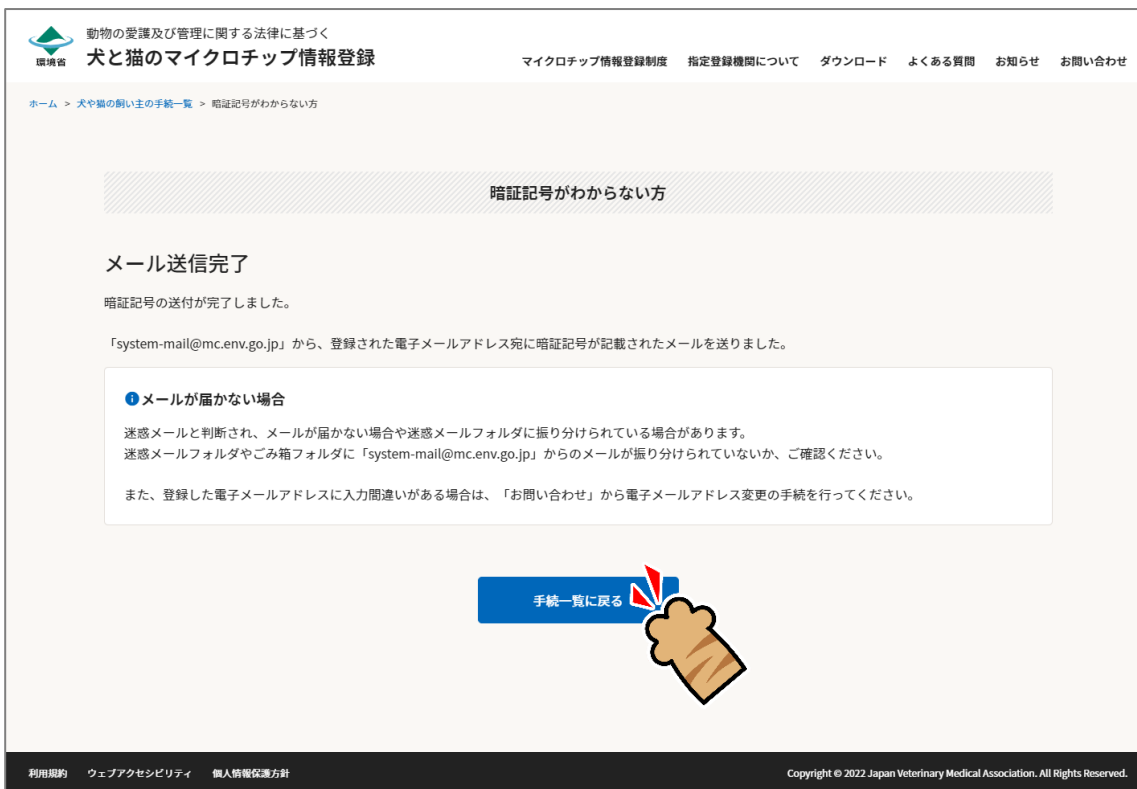 動物の愛護及び管理に関する法律に基づく
環境省
犬と猫のマイクロチップ情報登録
マイクロチップ情報登録制度 指定登録機関について ダウンロード よくある質問 お知らせ お問い合わせ
ホーム > 犬や猫の飼い主の手続一覧 > 暗証記号がわからない方
暗証記号がわからない方
メール送信完了
暗証記号の送付が完了しました。
「system-mail@mc.env.go.jp」から、登録された電子メールアドレス宛に暗証記号が記載されたメールを送りました。
メールが届かない場合
迷惑メールと判断され、メールが届かない場合や迷惑メールフォルダに振り分けられている場合があります。
迷惑メールフォルダやごみ箱フォルダに「system-mail@mc.env.go.jp」からのメールが振り分けられていないか、ご確認ください。
また、登録した電子メールアドレスに入力間違いがある場合は、「お問い合わせ」から電子メールアドレス変更の手続を行ってください。
手続一覧に戻る
利用規約 ウェブアクセシビリティ 個人情報保護方針
Copyright © 2022 Japan Veterinary Medical Association. All Rights Reserved.